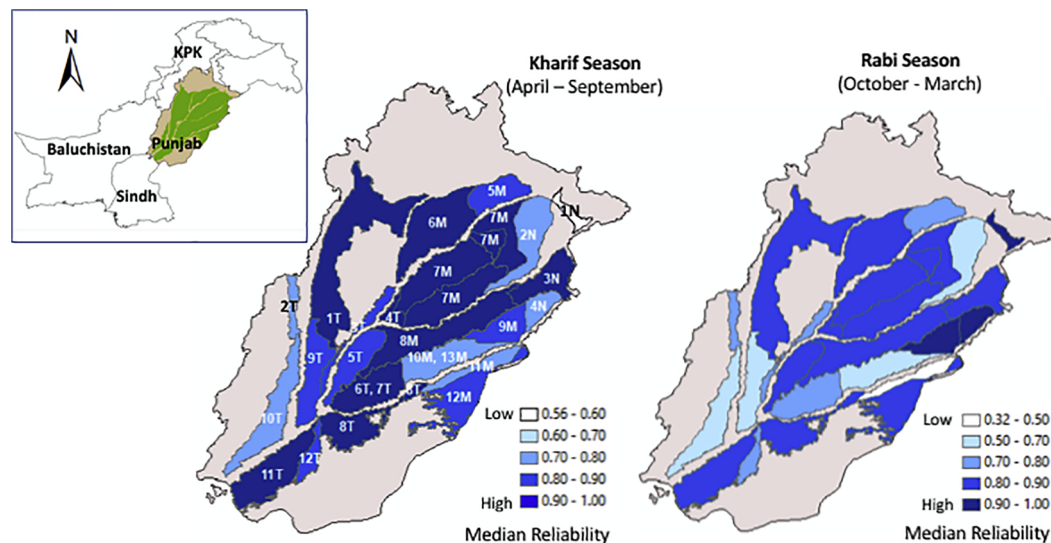 N
KPK
Baluchistan
Punjab
Sindh
Kharif Season
(April – September)
Rabi Season
(October - March)
5M
1N
6M
7M
7M
2N
7M
3N
2T
7M
4N
1T
4T
9M
8M
9T
5T
10M, 13M
11M
6T, 7T
12M
10T
8T
12T
11T
Low
0.56 - 0.60
0.60 - 0.70
0.70 - 0.80
0.80 - 0.90
High
0.90 - 1.00
Median Reliability
Low
0.32 - 0.50
0.50 - 0.70
0.70 - 0.80
0.80 - 0.90
High
0.90 - 1.00
Median Reliability